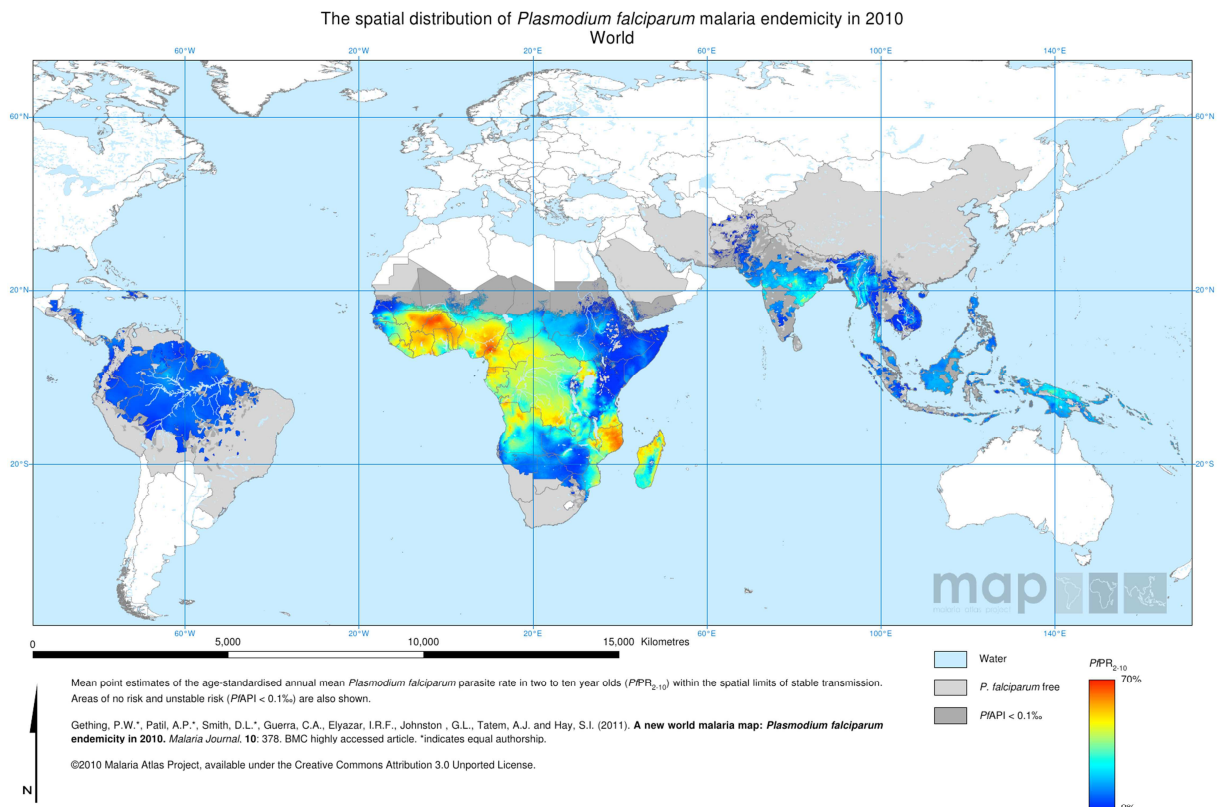 The spatial distribution of Plasmodium falciparum malaria endemicity in 2010
World
60°W 20°W 20°E 60°E 100°E 140°E
60°N 60°N
20°N 20°N
20°S 20°S
map
malaria atlas project
60°W 20°W 20°E 60°E 100°E 140°E
0 5,000 10,000 15,000 Kilometres
Water
P. falciparum free
PfAPI < 0.1‰
PfPR2-10
70%
0%
Mean point estimates of the age-standardised annual mean Plasmodium falciparum parasite rate in two to ten year olds (PfPR2-10) within the spatial limits of stable transmission.
Areas of no risk and unstable risk (PfAPI < 0.1‰) are also shown.
Gething, P.W.*, Patil, A.P.*, Smith, D.L.*, Guerra, C.A., Elyazar, I.R.F., Johnston , G.L., Tatem, A.J. and Hay, S.I. (2011). A new world malaria map: Plasmodium falciparum
endemicity in 2010. Malaria Journal. 10: 378. BMC highly accessed article. *indicates equal authorship.
©2010 Malaria Atlas Project, available under the Creative Commons Attribution 3.0 Unported License.
N